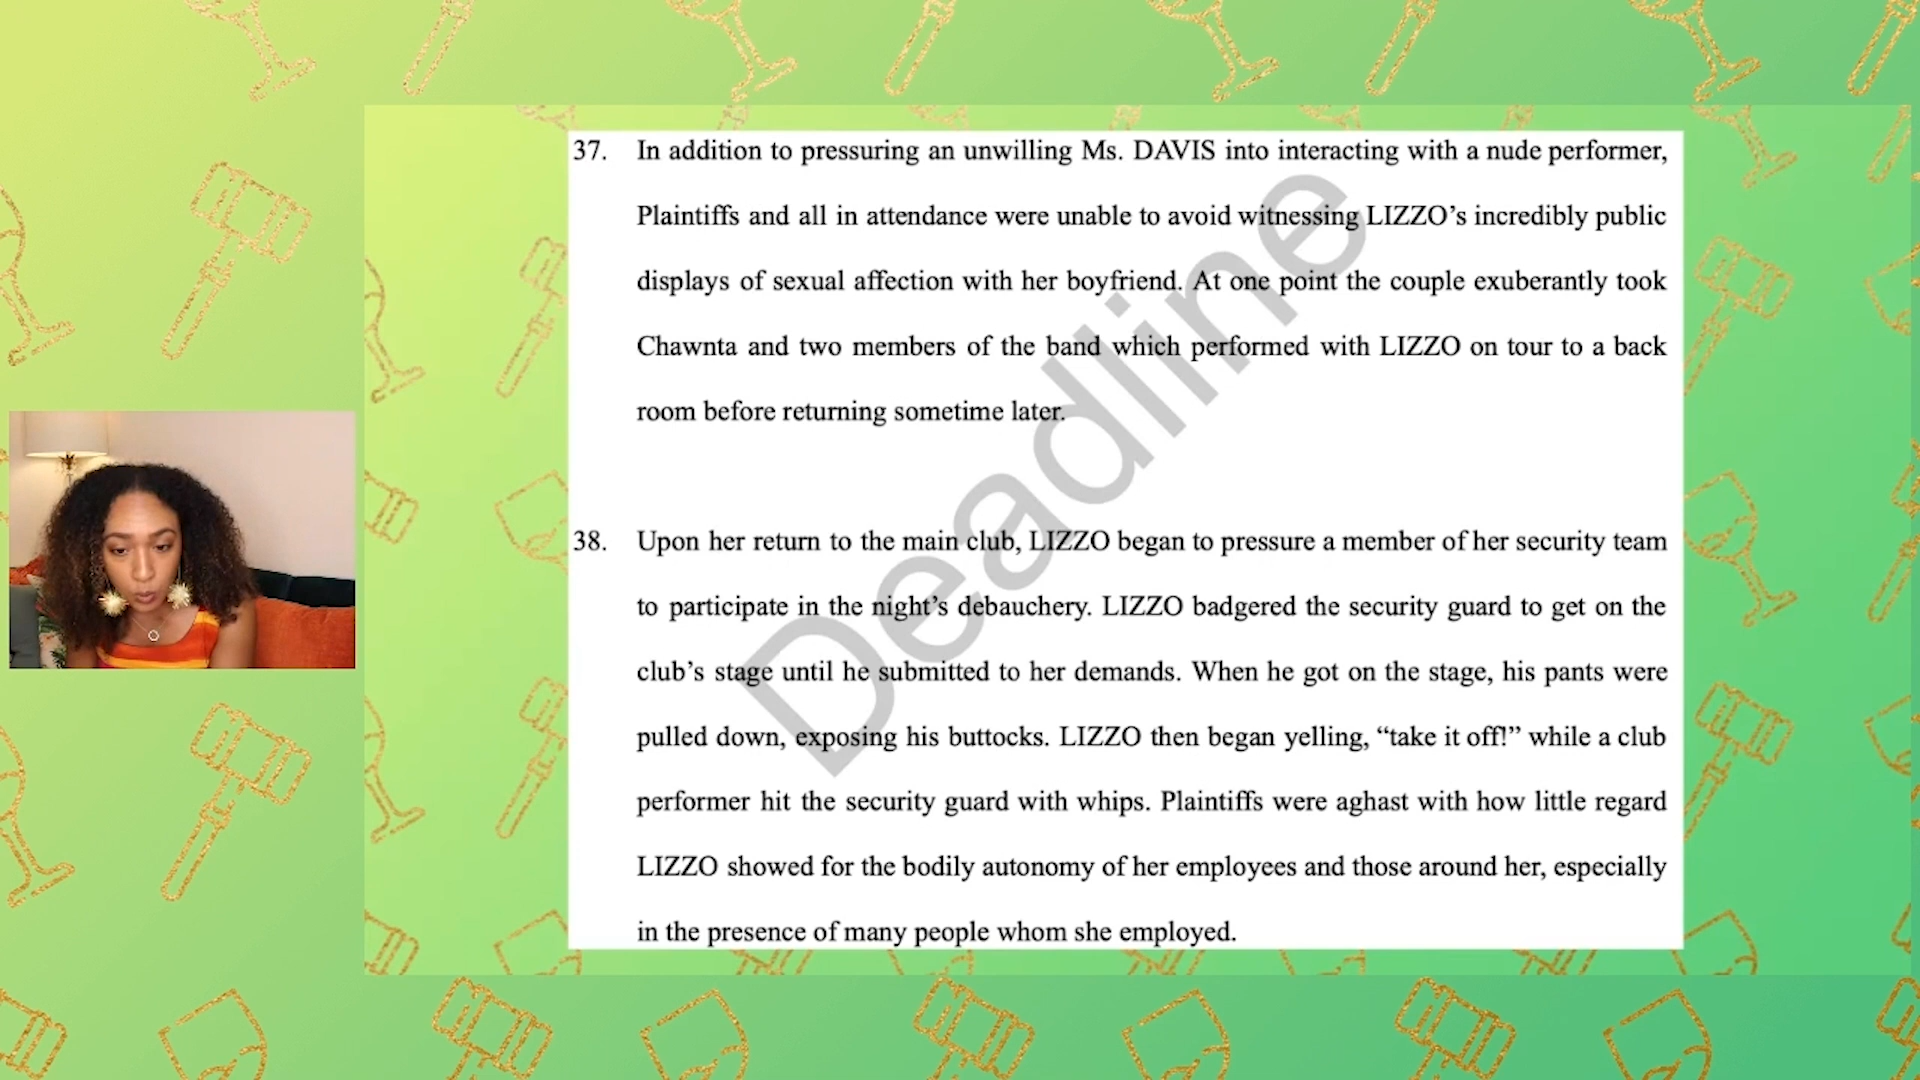 37. In addition to pressuring an unwilling Ms. DAVIS into interacting with a nude performer,
Plaintiffs and all in attendance were unable to avoid witnessing LIZZO’s incredibly public
displays of sexual affection with her boyfriend. At one point the couple exuberantly took
Chawnta and two members of the band which performed with LIZZO on tour to a back
room before returning sometime later.
38. Upon her return to the main club, LIZZO began to pressure a member of her security team
to participate in the night’s debauchery. LIZZO badgered the security guard to get on the
club’s stage until he submitted to her demands. When he got on the stage, his pants were
pulled down, exposing his buttocks. LIZZO then began yelling, “take it off!” while a club
performer hit the security guard with whips. Plaintiffs were aghast with how little regard
LIZZO showed for the bodily autonomy of her employees and those around her, especially
in the presence of many people whom she employed.
Deadline